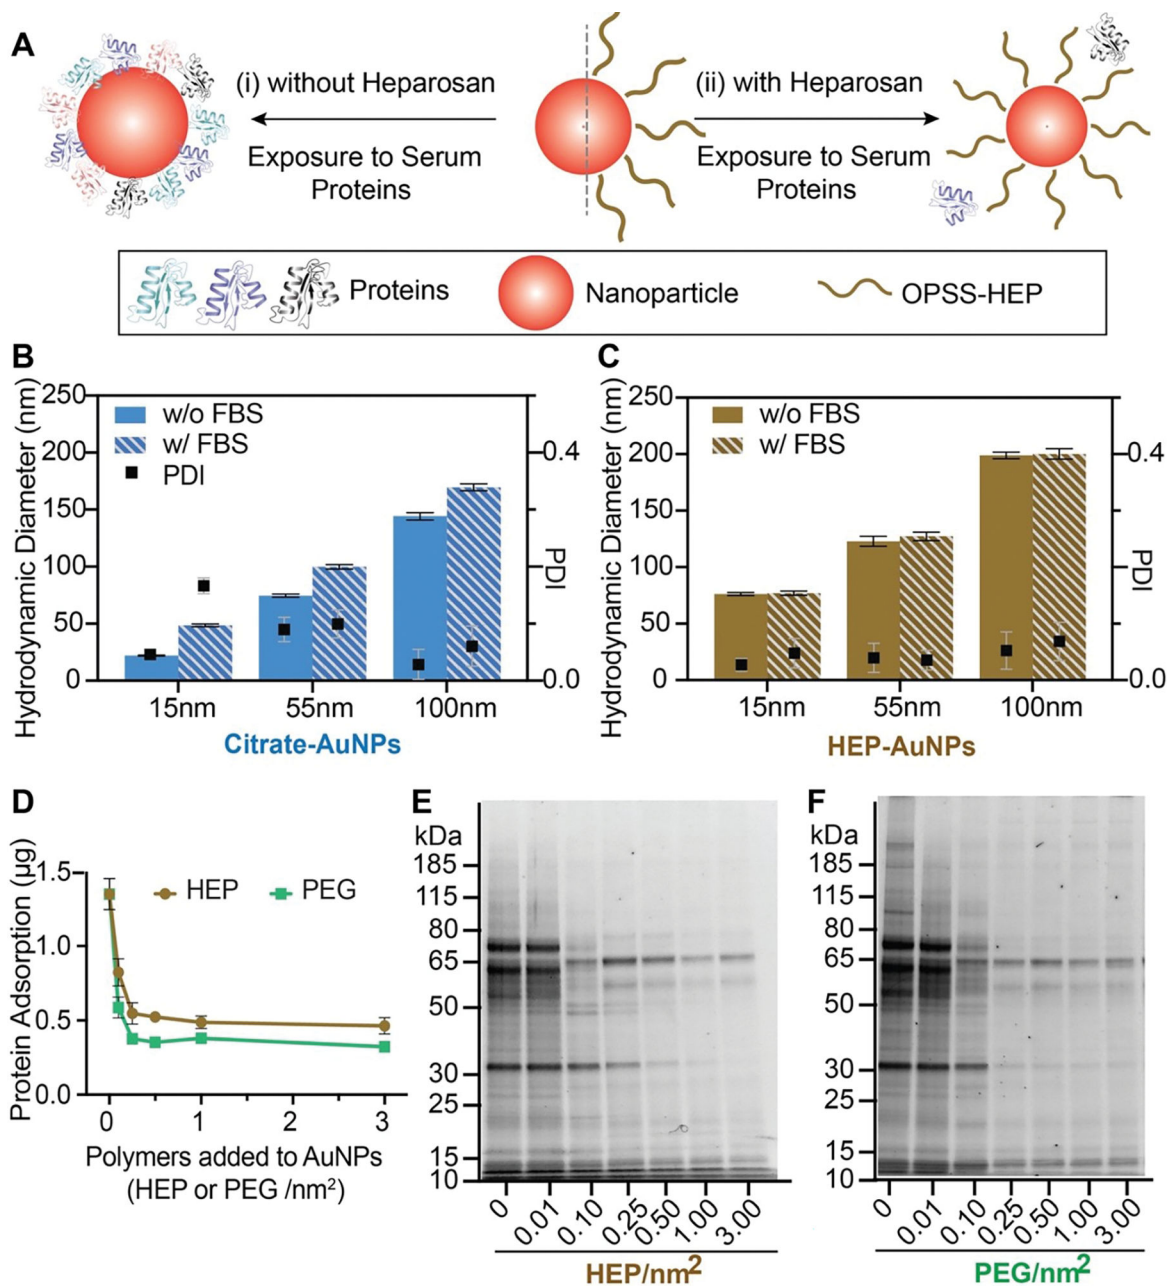 A
(i) without Heparosan
Exposure to Serum
Proteins
(ii) with Heparosan
Exposure to Serum
Proteins
Proteins
Nanoparticle
OPSS-HEP
B
Hydrodynamic Diameter (nm)
250
200
150
100
50
0
w/o FBS
w/ FBS
PDI
0.4
0.0
PDI
15nm
55nm
100nm
Citrate-AuNPs
C
Hydrodynamic Diameter (nm)
250
200
150
100
50
0
w/o FBS
w/ FBS
0.4
0.0
PDI
15nm
55nm
100nm
HEP-AuNPs
D
Protein Adsorption (µg)
1.5
1.0
0.5
0.0
HEP
PEG
0
1
2
3
Polymers added to AuNPs
(HEP or PEG /nm²)
E
kDa
185
115
80
65
50
30
25
15
10
0
0.01
0.10
0.25
0.50
1.00
3.00
HEP/nm²
F
kDa
185
115
80
65
50
30
25
15
10
0
0.01
0.10
0.25
0.50
1.00
3.00
PEG/nm²